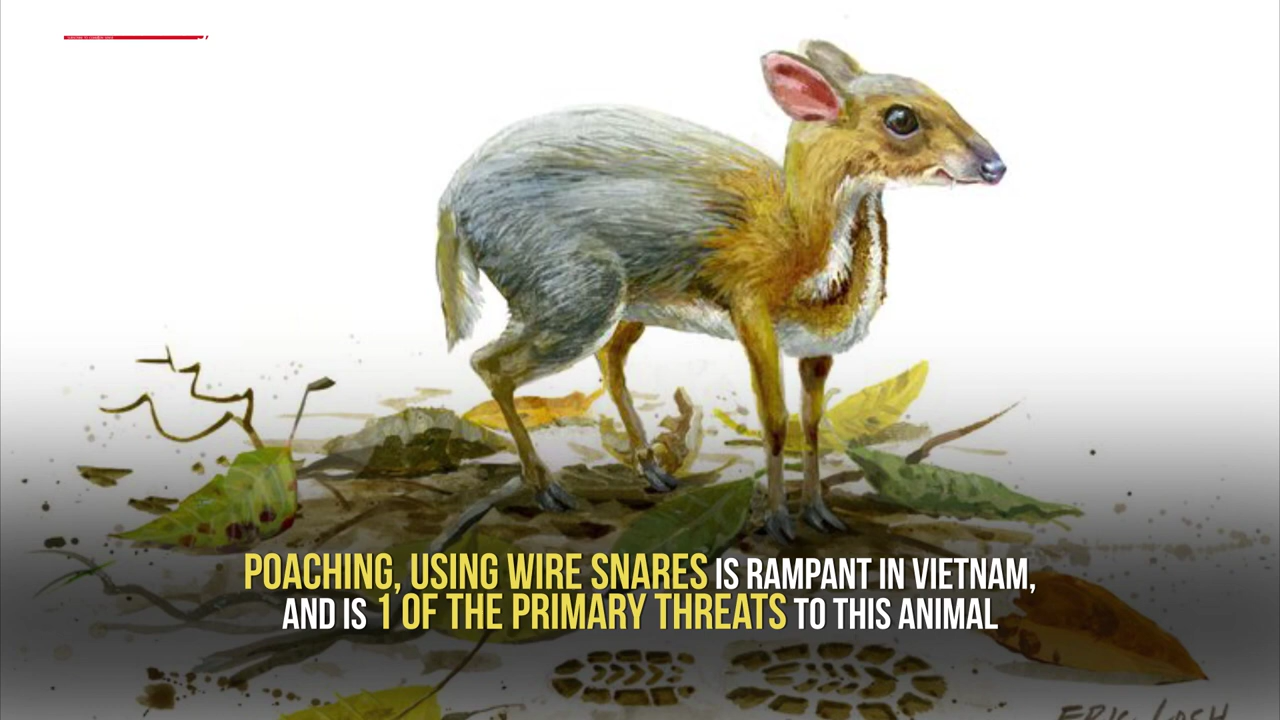 POACHING, USING WIRE SNARES IS RAMPANT IN VIETNAM,
AND IS 1 OF THE PRIMARY THREATS TO THIS ANIMAL